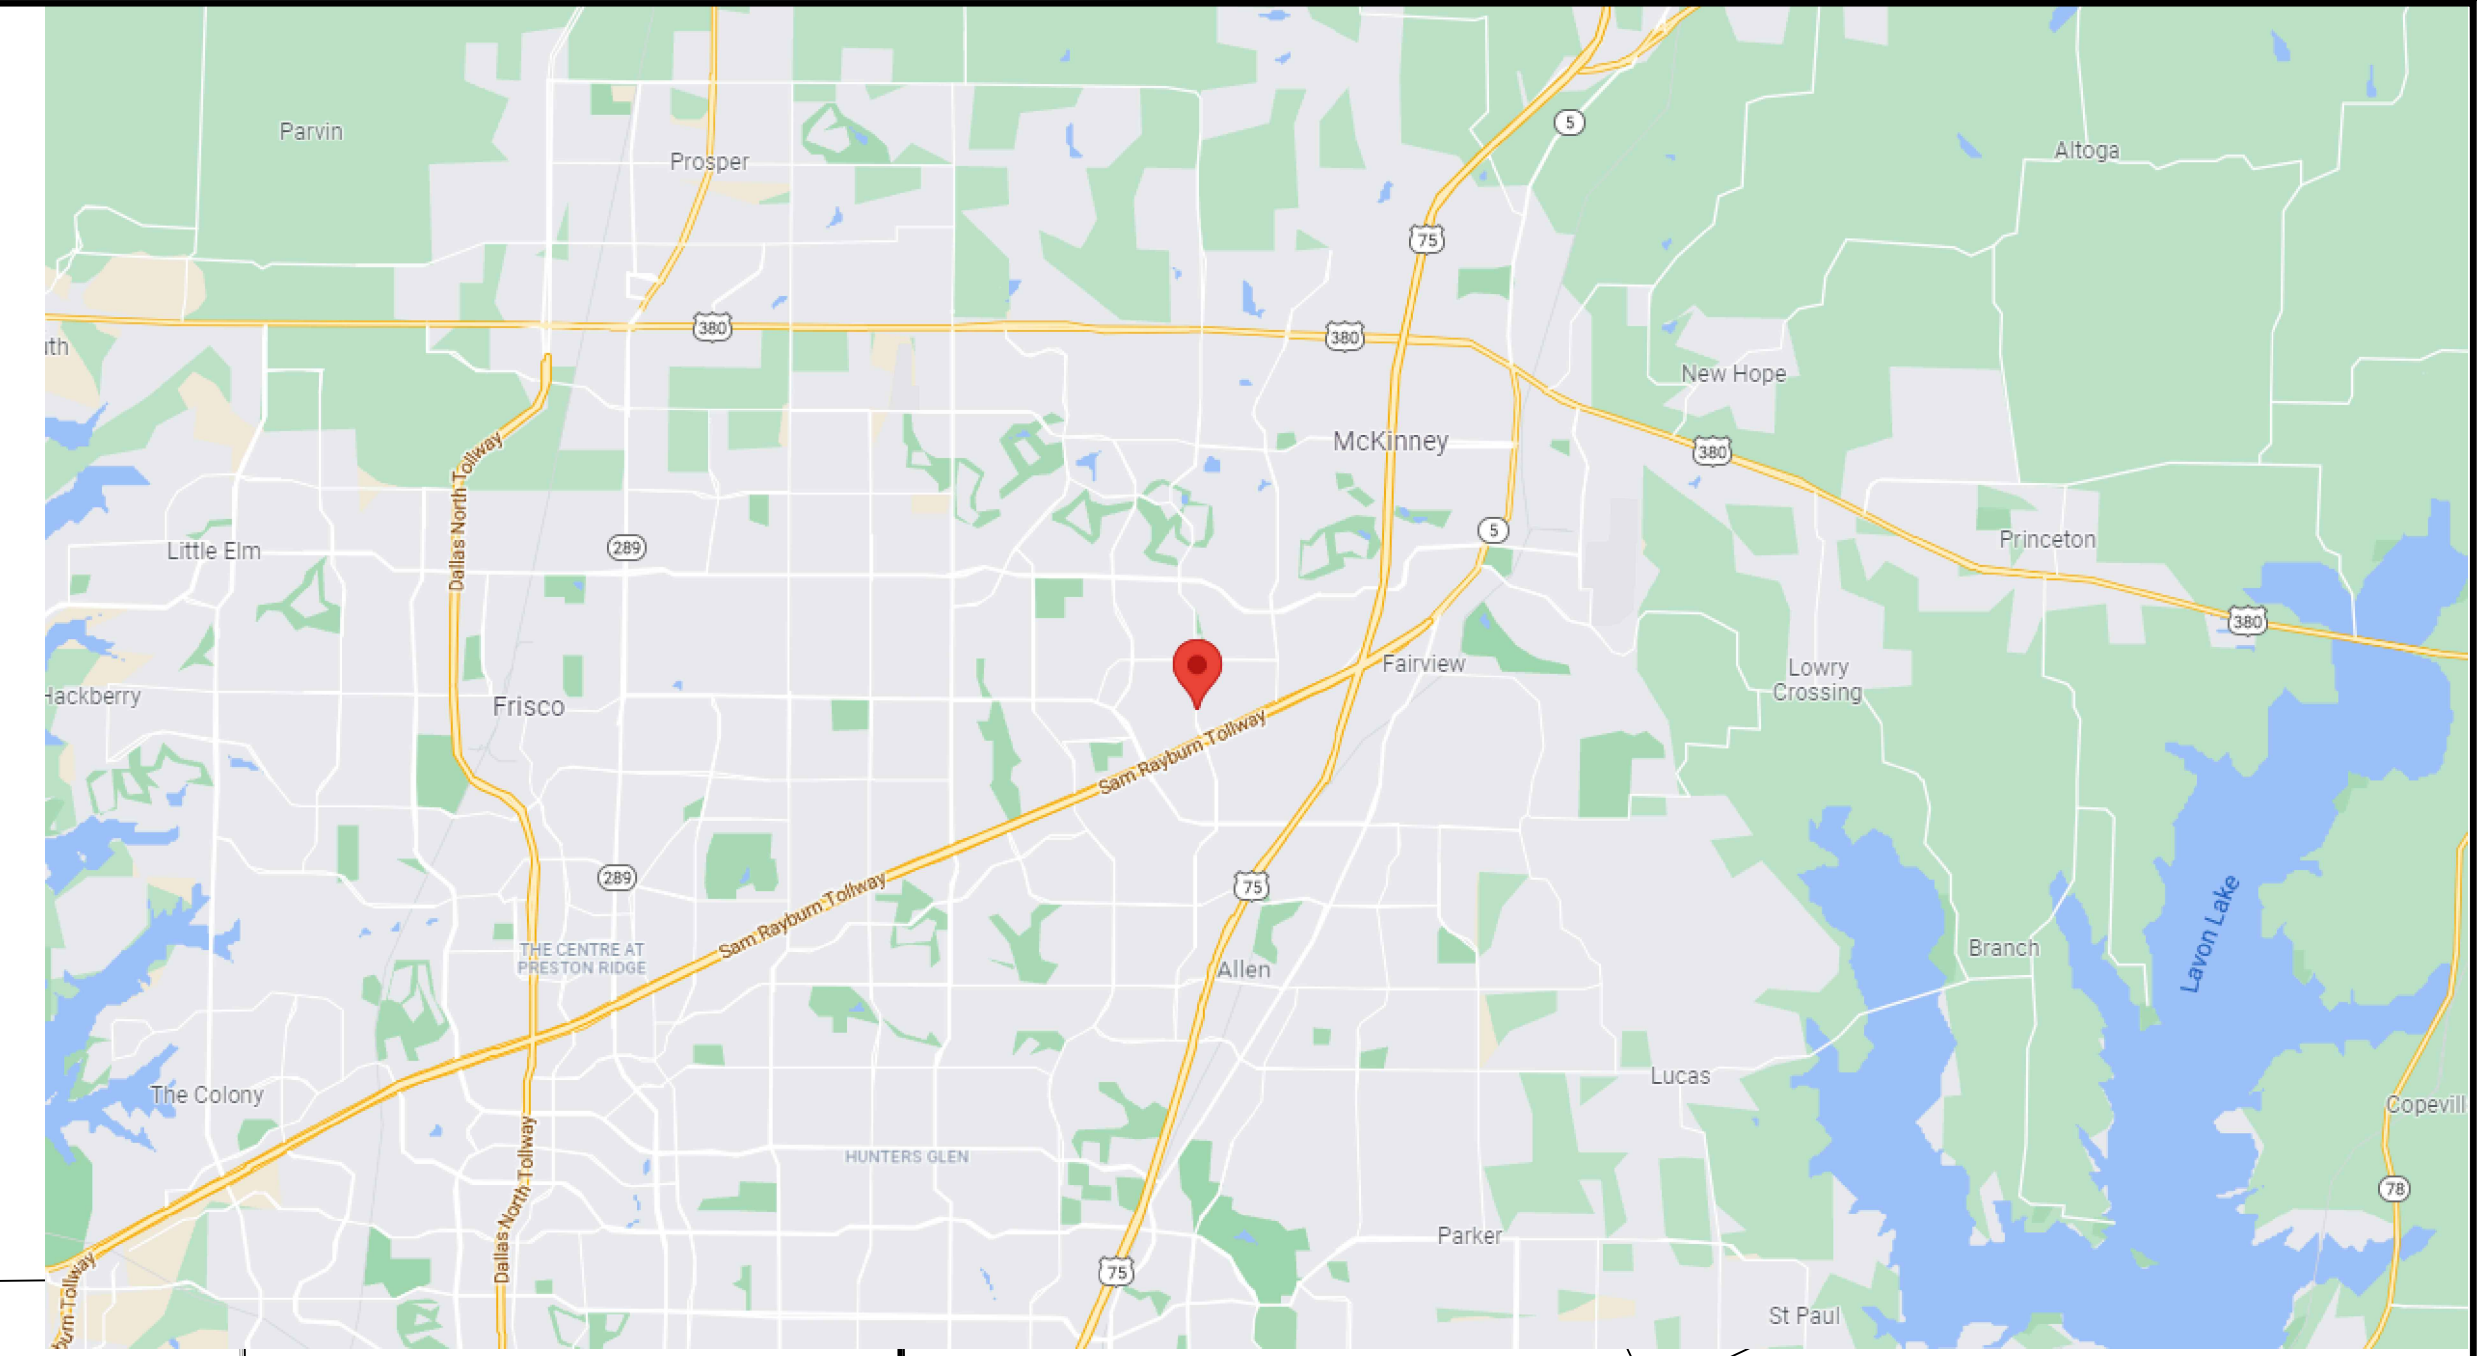 5
Parvin
Altoga
Prosper
75
380
380
uth
New Hope
Dallas North Tollway
McKinney
380
5
Princeton
289
Little Elm
380
Fairview
Lowry
Crossing
Hackberry
Frisco
Sam Rayburn Tollway
289
75
Sam Rayburn Tollway
Lavon Lake
THE CENTRE AT
PRESTON RIDGE
Branch
Allen
Lucas
The Colony
Copevill
HUNTERS GLEN
78
Dallas North Tollway
Parker
75
burn Tollway
St Paul